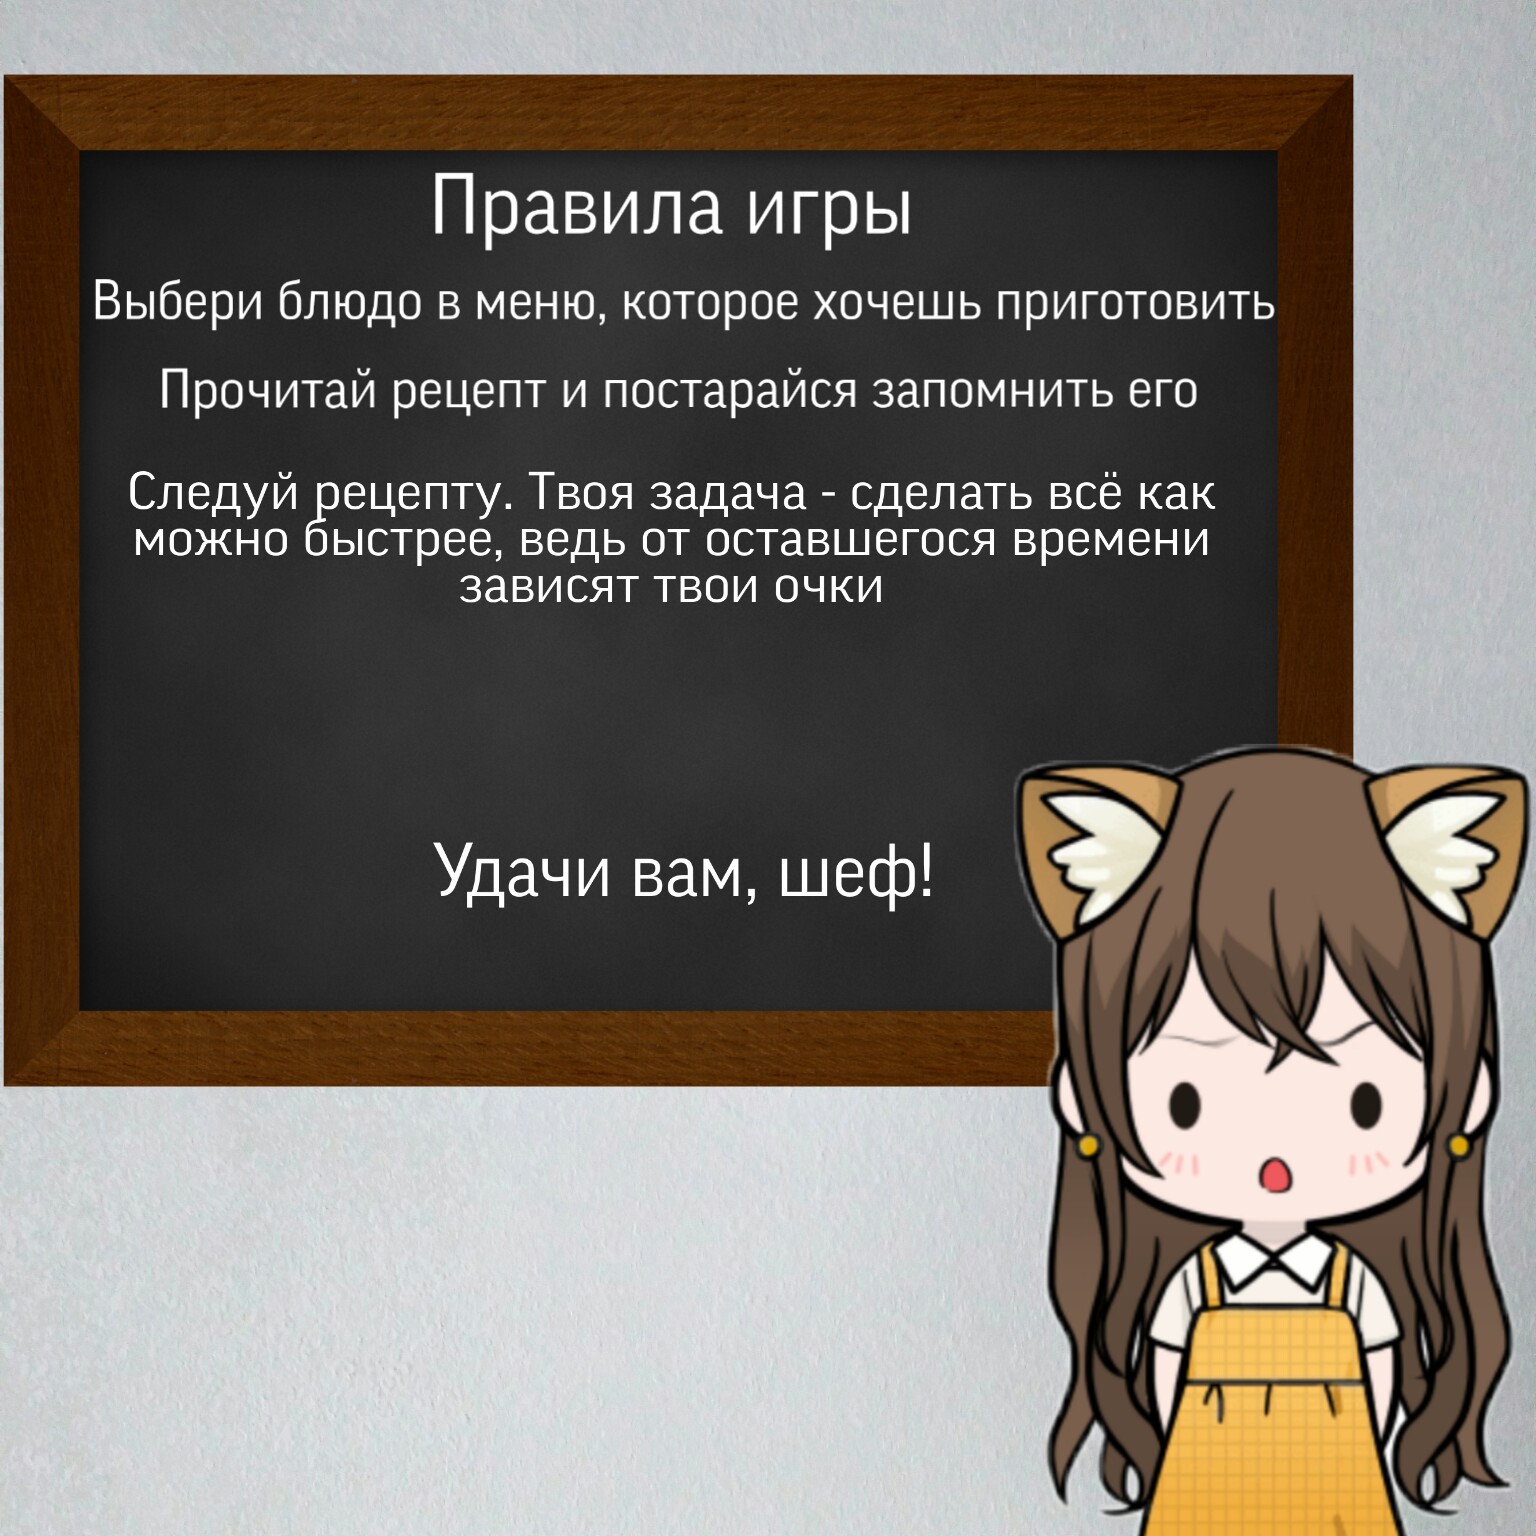 Правила игры
Выбери блюдо в меню, которое хочешь приготовить
Прочитай рецепт и постарайся запомнить его
Следуй рецепту. Твоя задача - сделать всё как
можно быстрее, ведь от оставшегося времени
зависят твои очки
Удачи вам, шеф!